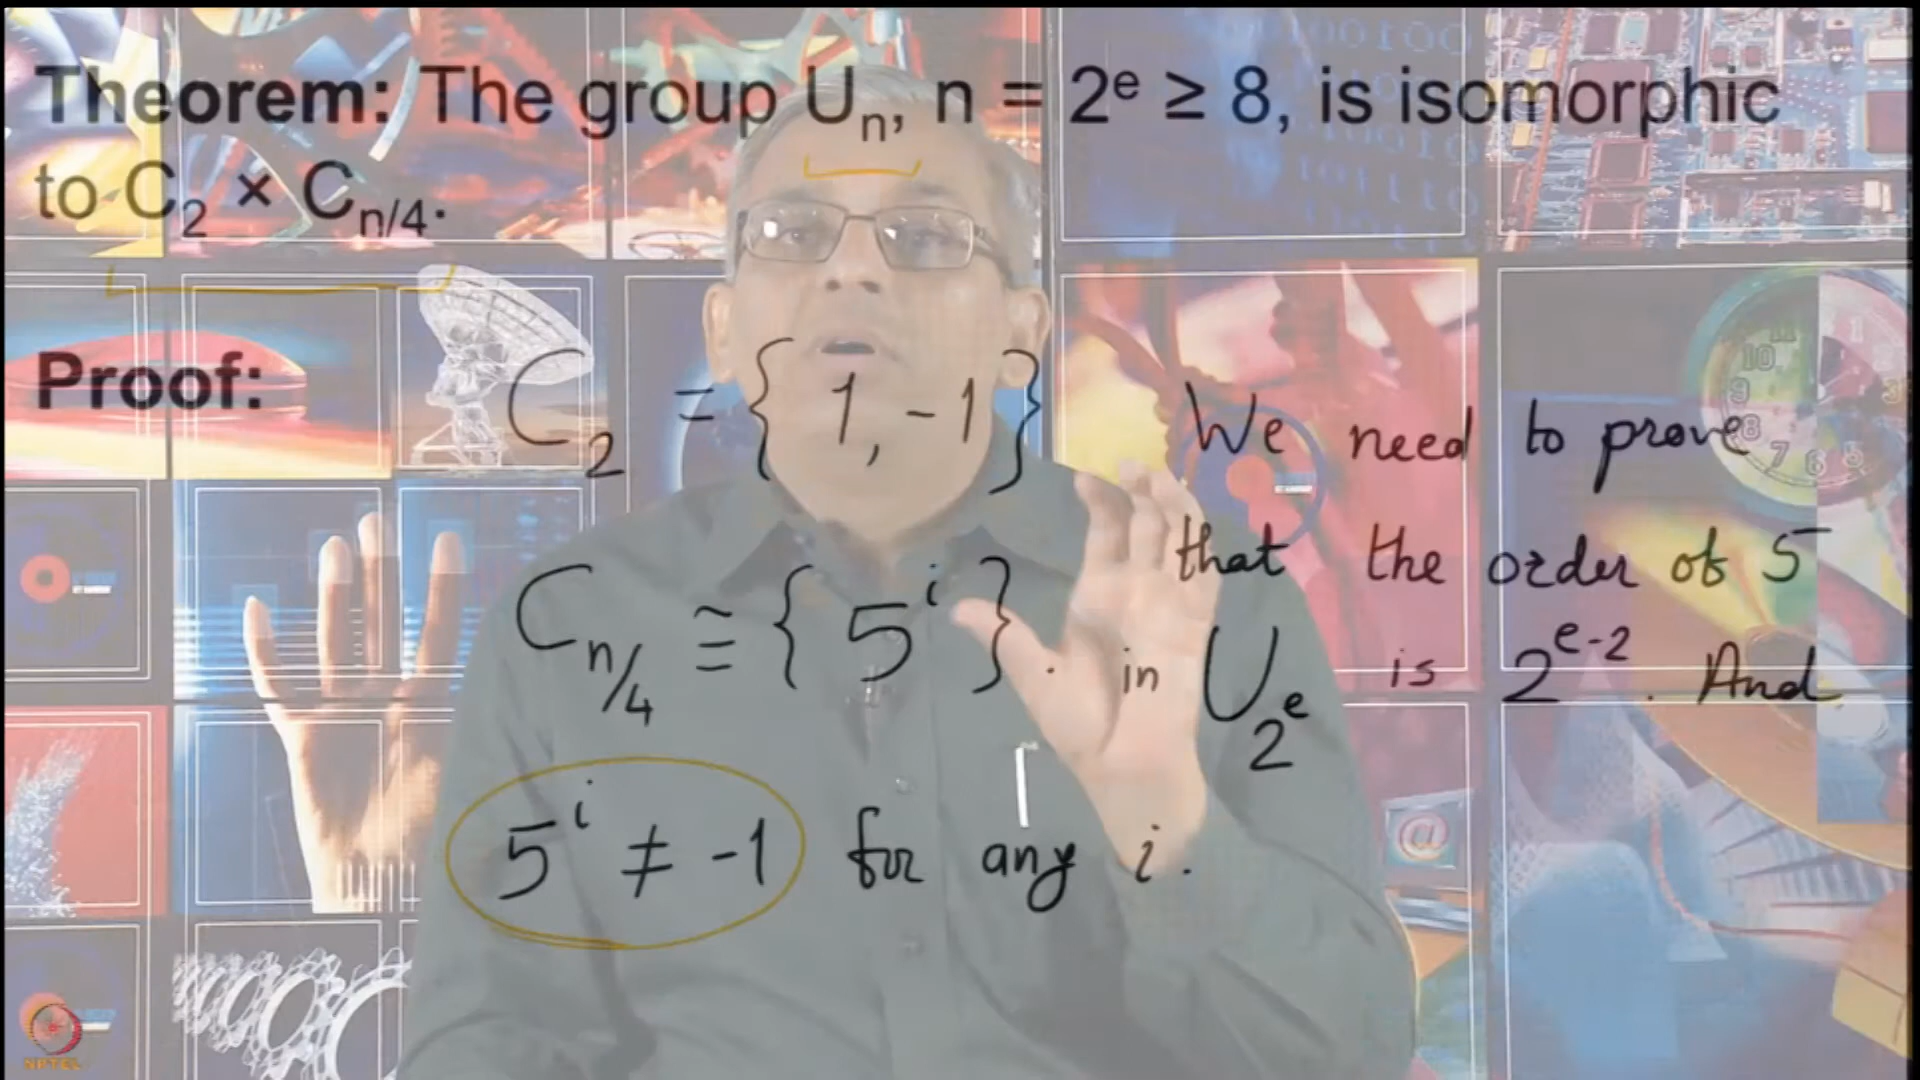 Theorem: The group Uₙ, n = 2ᵉ ≥ 8, is isomorphic
to C₂ × Cₙ/₄.
Proof:
C₂ = {1, -1}
Cₙ/₄ ≅ {5ⁱ}.
5ⁱ ≠ -1 for any i.
We need to prove
that the order of 5
in U₂ᵉ is 2ᵉ⁻². And
NPTEL